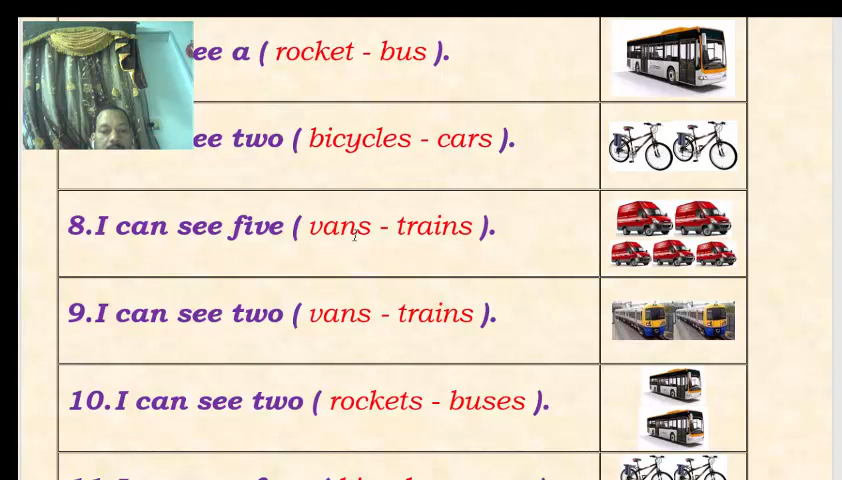 ee a ( rocket - bus ).
ee two ( bicycles - cars ).
8.I can see five ( vans - trains ).
9.I can see two ( vans - trains ).
10.I can see two ( rockets - buses ).